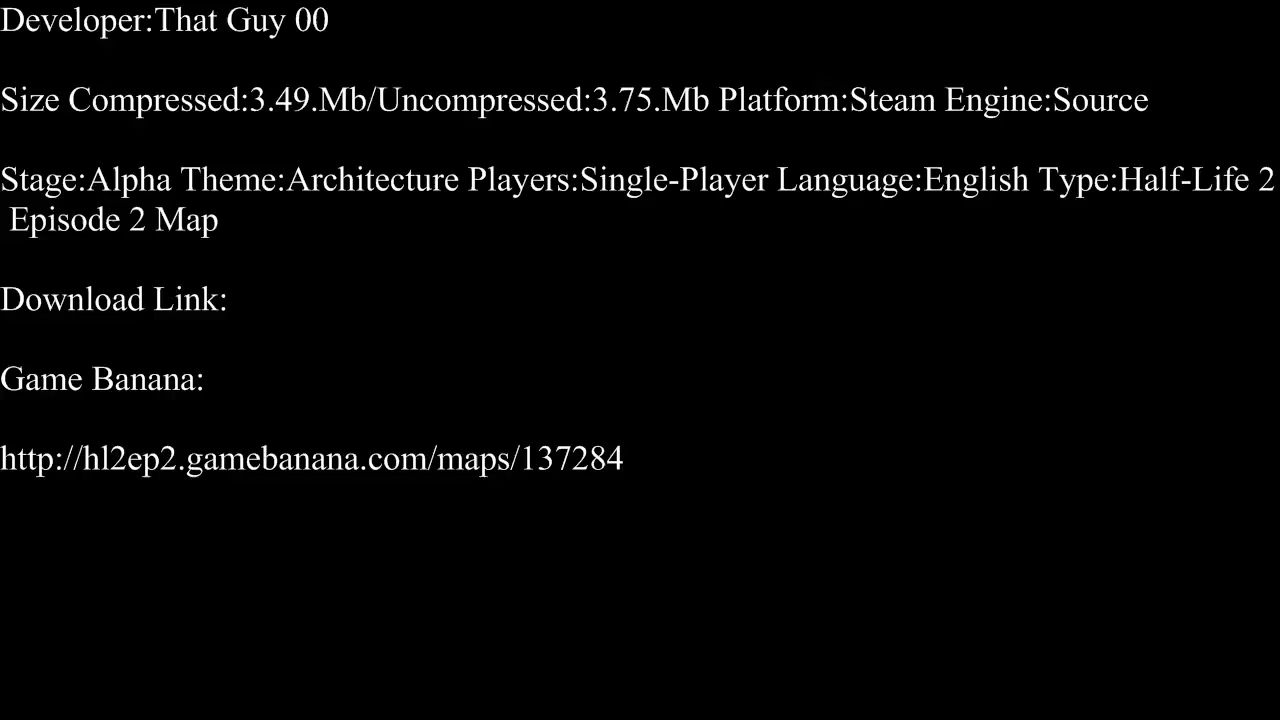 Developer:That Guy 00
Size Compressed:3.49.Mb/Uncompressed:3.75.Mb Platform:Steam Engine:Source
Stage:Alpha Theme:Architecture Players:Single-Player Language:English Type:Half-Life 2
Episode 2 Map
Download Link:
Game Banana:
http://hl2ep2.gamebanana.com/maps/137284